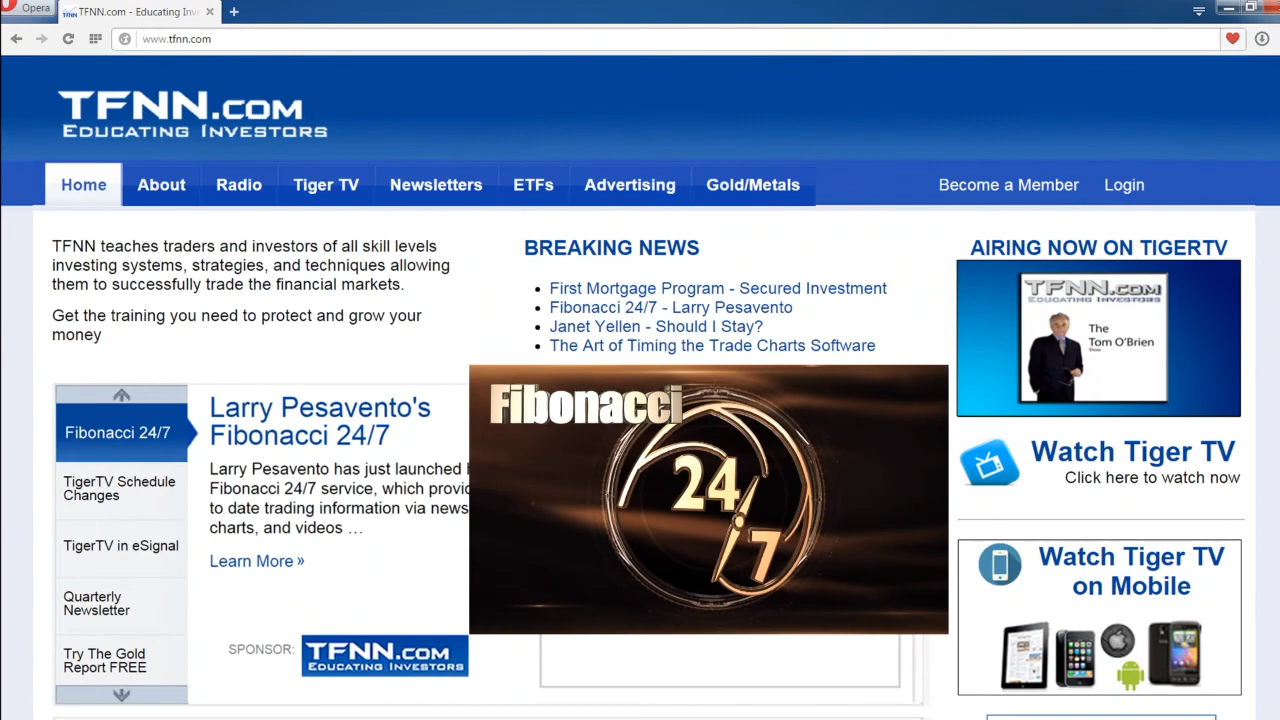 Opera
TFNN.com - Educating Inv
www.tfnn.com
TFNN.COM
EDUCATING INVESTORS
Home
About
Radio
Tiger TV
Newsletters
ETFs
Advertising
Gold/Metals
Become a Member
Login
TFNN teaches traders and investors of all skill levels
investing systems, strategies, and techniques allowing
them to successfully trade the financial markets.
Get the training you need to protect and grow your
money
BREAKING NEWS
First Mortgage Program - Secured Investment
Fibonacci 24/7 - Larry Pesavento
Janet Yellen - Should I Stay?
The Art of Timing the Trade Charts Software
AIRING NOW ON TIGERTV
TFNN.COM
EDUCATING INVESTORS
The
Tom O'Brien
Show
Watch Tiger TV
Click here to watch now
Watch Tiger TV
on Mobile
Fibonacci 24/7
TigerTV Schedule
Changes
TigerTV in eSignal
Quarterly
Newsletter
Try The Gold
Report FREE
Larry Pesavento's
Fibonacci 24/7
Larry Pesavento has just launched
Fibonacci 24/7 service, which provid
to date trading information via news
charts, and videos …
Learn More »
SPONSOR:
TFNN.COM
EDUCATING INVESTORS
Fibonacci
24/7